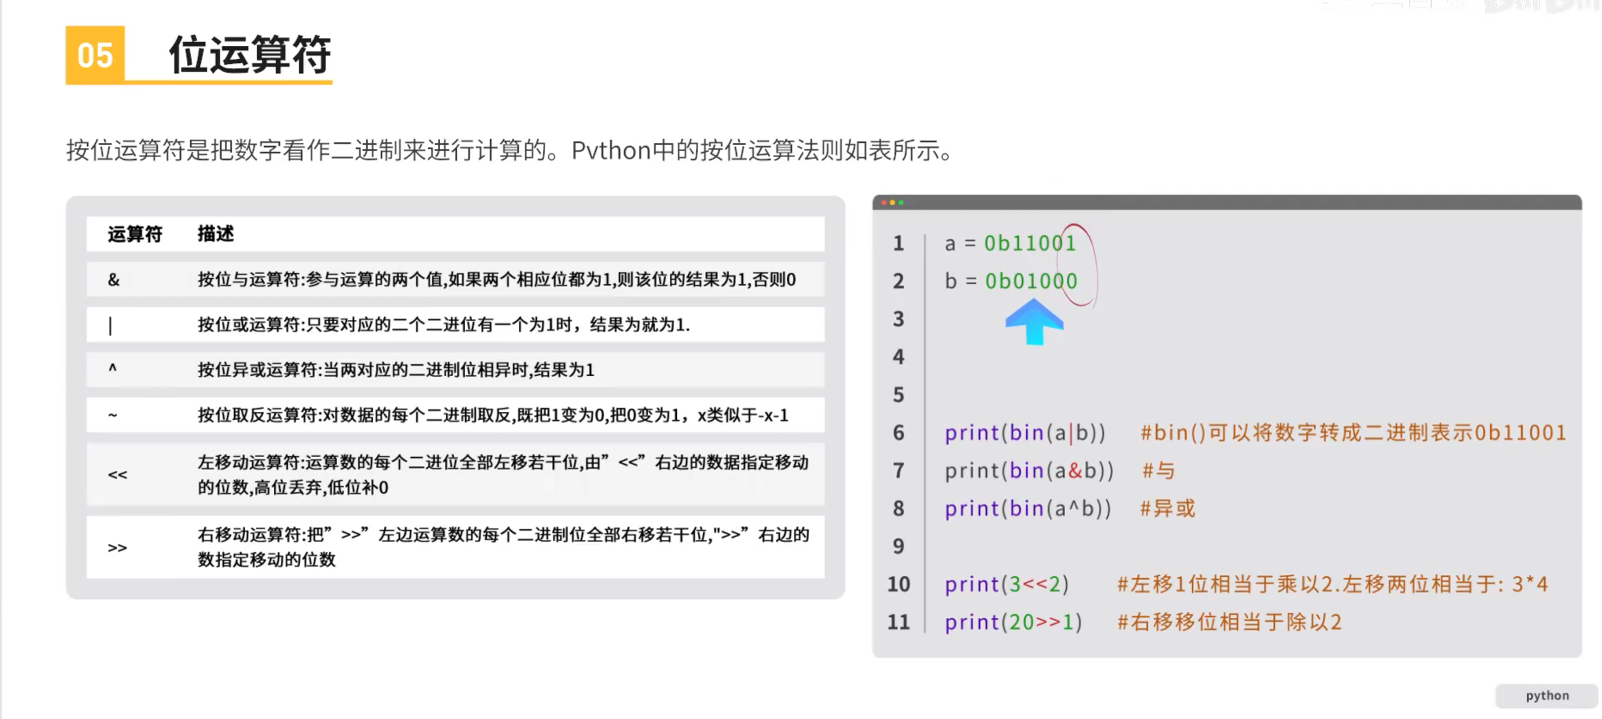 05 位运算符
按位运算符是把数字看作二进制来进行计算的。Pvthon中的按位运算法则如表所示。
运算符 描述
& 按位与运算符:参与运算的两个值,如果两个相应位都为1,则该位的结果为1,否则0
| 按位或运算符:只要对应的二个二进位有一个为1时，结果为就为1.
^ 按位异或运算符:当两对应的二进制位相异时,结果为1
~ 按位取反运算符:对数据的每个二进制取反,既把1变为0,把0变为1，x类似于-x-1
<< 左移动运算符:运算数的每个二进位全部左移若干位,由”<<”右边的数据指定移动
的位数,高位丢弃,低位补0
>> 右移动运算符:把”>>”左边运算数的每个二进制位全部右移若干位,">>”右边的
数指定移动的位数
1 a = 0b11001
2 b = 0b01000
3
4
5
6 print(bin(a|b)) #bin()可以将数字转成二进制表示0b11001
7 print(bin(a&b)) #与
8 print(bin(a^b)) #异或
9
10 print(3<<2) #左移1位相当于乘以2.左移两位相当于: 3*4
11 print(20>>1) #右移移位相当于除以2
python